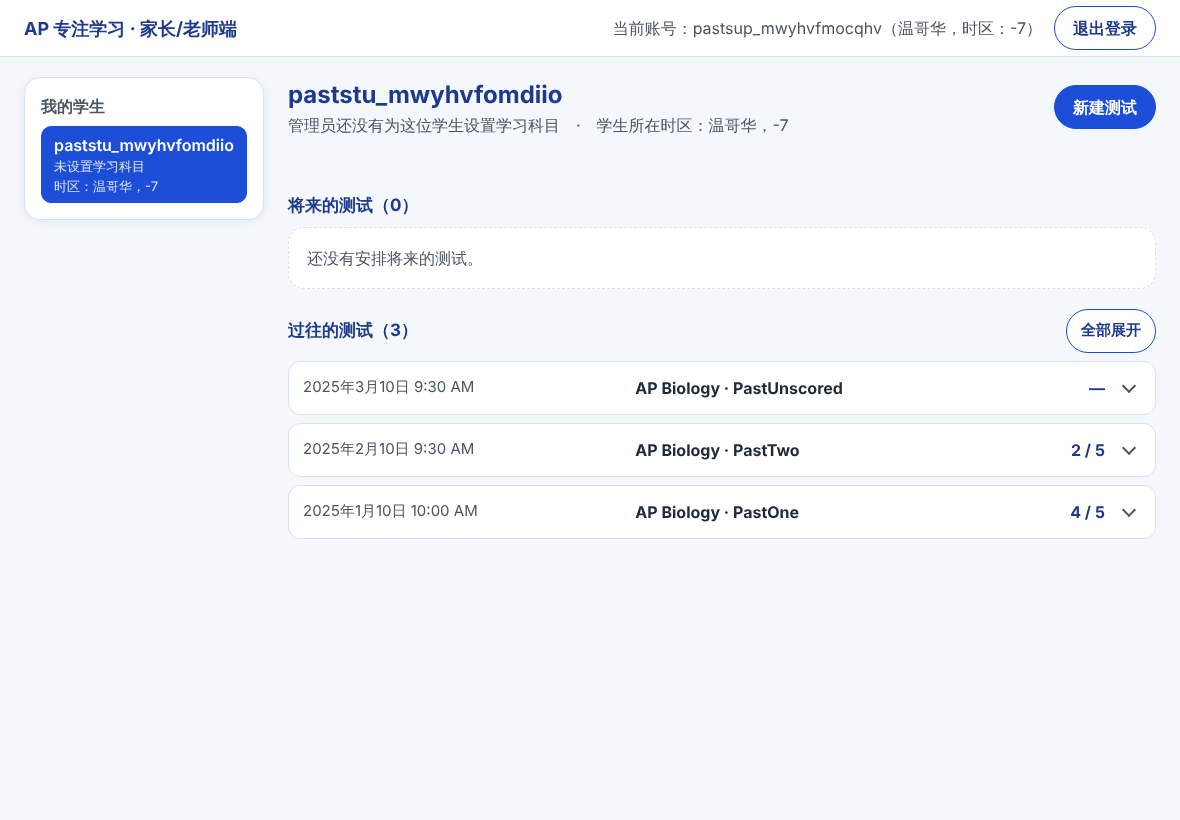 AP 专注学习 · 家长/老师端
当前账号：pastsup_mwyhvfmocqhv（温哥华，时区：-7）
退出登录
我的学生
paststu_mwyhvfomdiio
未设置学习科目
时区：温哥华，-7
paststu_mwyhvfomdiio
管理员还没有为这位学生设置学习科目 · 学生所在时区：温哥华，-7
新建测试
将来的测试（0）
还没有安排将来的测试。
过往的测试（3）
全部展开
2025年3月10日 9:30 AM AP Biology · PastUnscored —
2025年2月10日 9:30 AM AP Biology · PastTwo 2 / 5
2025年1月10日 10:00 AM AP Biology · PastOne 4 / 5